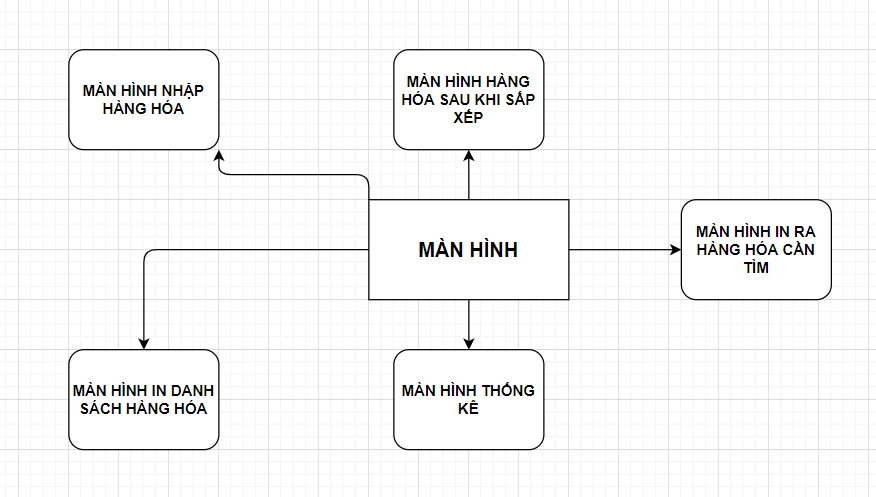 MÀN HÌNH NHẬP
HÀNG HÓA
MÀN HÌNH HÀNG
HÓA SAU KHI SẮP
XẾP
MÀN HÌNH
MÀN HÌNH IN RA
HÀNG HÓA CẦN
TÌM
MÀN HÌNH IN DANH
SÁCH HÀNG HÓA
MÀN HÌNH THỐNG
KÊ